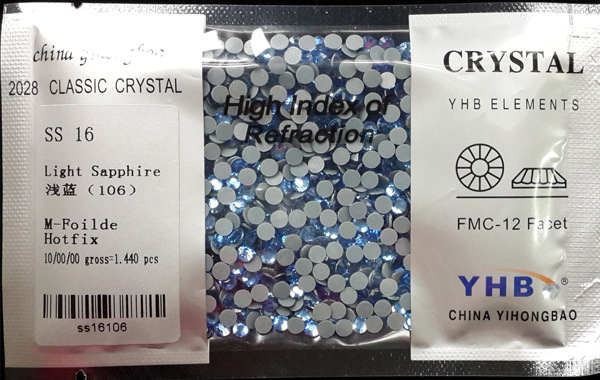 china
2028 CLASSIC CRYSTAL
SS 16
Light Sapphire
浅蓝（106）
M-Foilde
Hotfix
10/00/00 gross=1.440 pcs
ss16106
High Index of
Refraction
CRYSTAL
YHB ELEMENTS
FMC-12 Facet
YHB®
CHINA YIHONGBAO